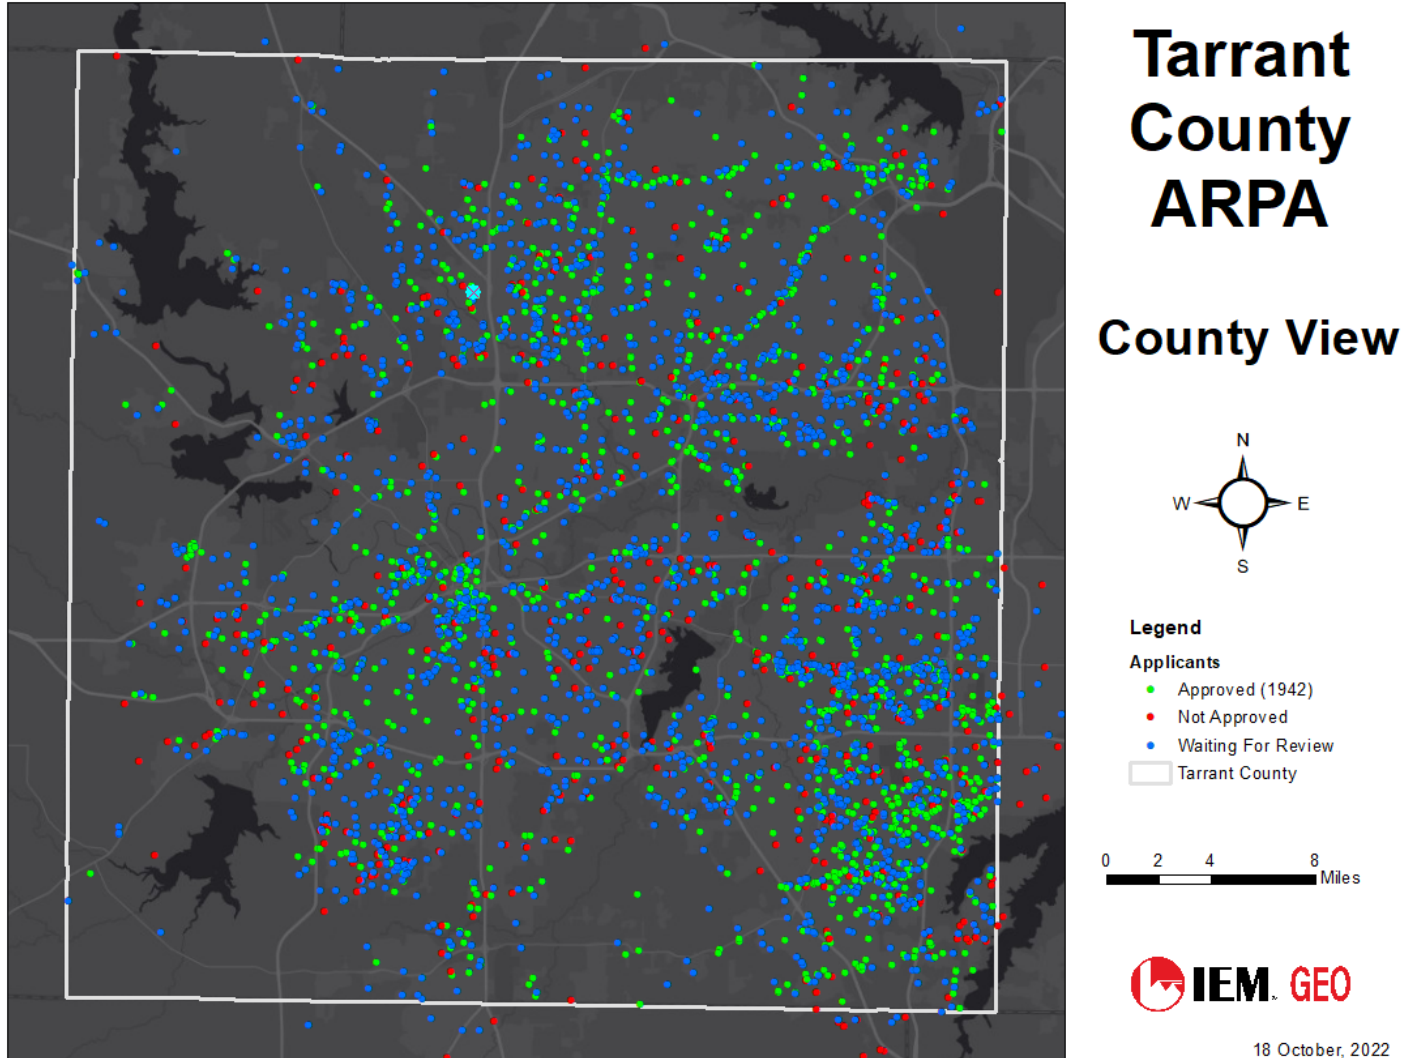 Tarrant
County
ARPA
County View
N
W E
S
Legend
Applicants
Approved (1942)
Not Approved
Waiting For Review
Tarrant County
0 2 4 8
Miles
IEM GEO
18 October, 2022